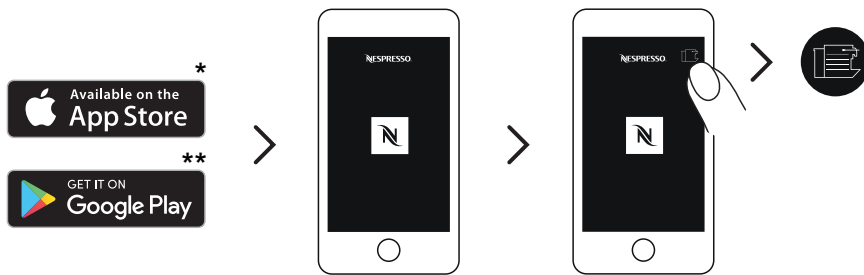 *
Available on the
App Store
**
GET IT ON
Google Play
NESPRESSO
N
NESPRESSO
N